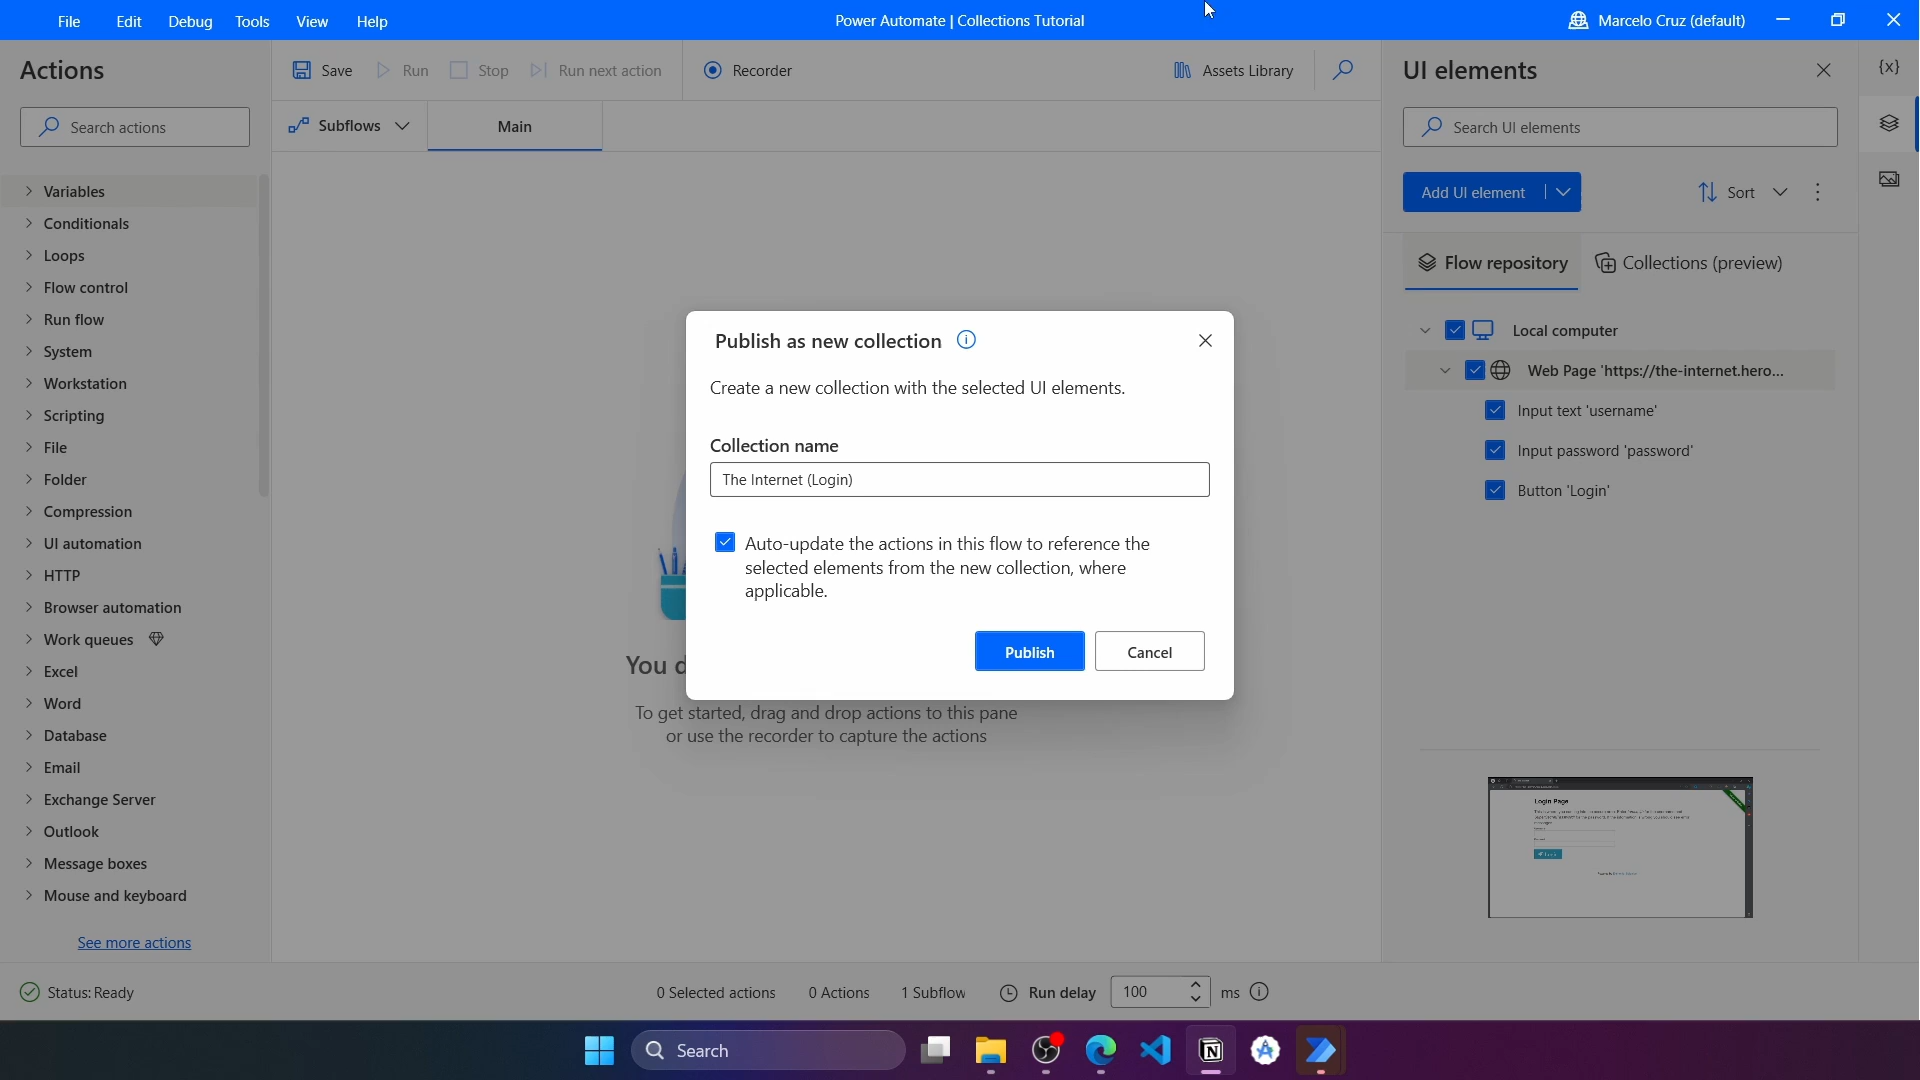 File Edit Debug Tools View Help
Power Automate | Collections Tutorial
Marcelo Cruz (default)
Actions
Search actions
Variables
Conditionals
Loops
Flow control
Run flow
System
Workstation
Scripting
File
Folder
Compression
UI automation
HTTP
Browser automation
Work queues
Excel
Word
Database
Email
Exchange Server
Outlook
Message boxes
Mouse and keyboard
See more actions
Save Run Stop Run next action Recorder
Assets Library
Subflows Main
Publish as new collection
Create a new collection with the selected UI elements.
Collection name
The Internet (Login)
Auto-update the actions in this flow to reference the
selected elements from the new collection, where
applicable.
Publish Cancel
You d
To get started, drag and drop actions to this pane
or use the recorder to capture the actions
UI elements
{x}
Search UI elements
Add UI element Sort
Flow repository Collections (preview)
Local computer
Web Page 'https://the-internet.hero...
Input text 'username'
Input password 'password'
Button 'Login'
Login Page
Status: Ready
0 Selected actions 0 Actions 1 Subflow Run delay 100 ms
Search